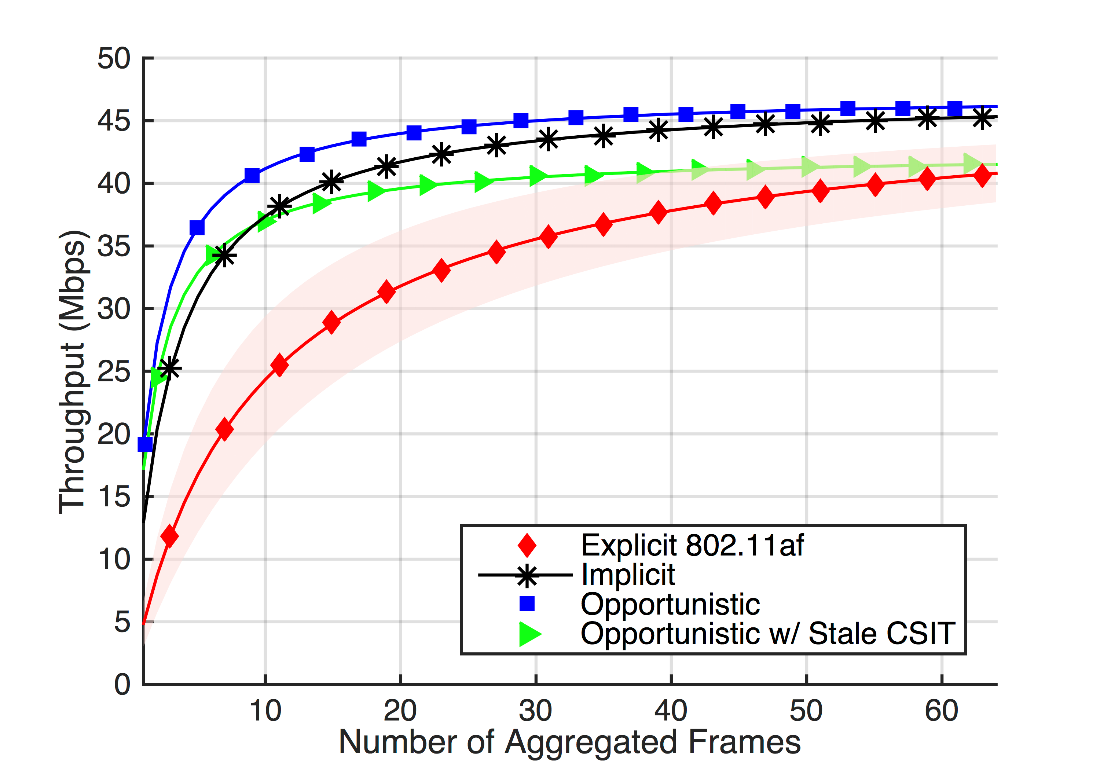 50
45
40
35
30
25
20
15
10
5
0
Throughput (Mbps)
Explicit 802.11af
Implicit
Opportunistic
Opportunistic w/ Stale CSIT
10 20 30 40 50 60
Number of Aggregated Frames